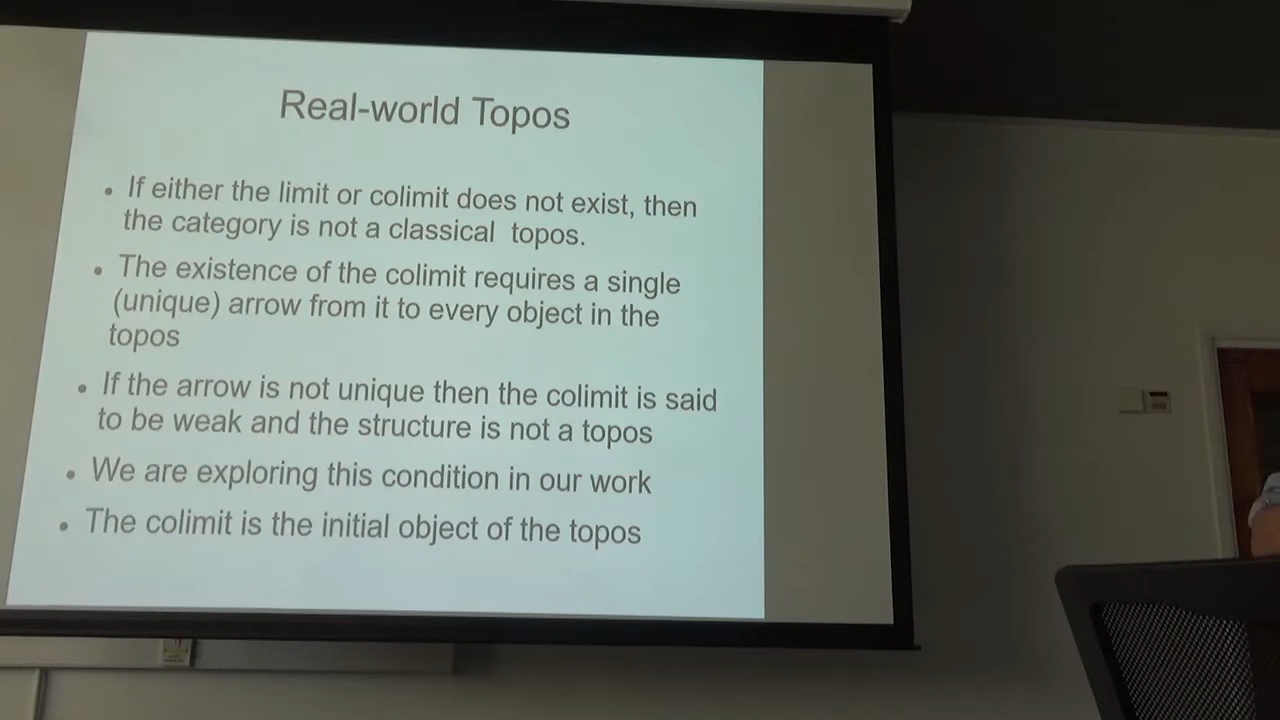 Real-world Topos
• If either the limit or colimit does not exist, then
the category is not a classical topos.
• The existence of the colimit requires a single
(unique) arrow from it to every object in the
topos
• If the arrow is not unique then the colimit is said
to be weak and the structure is not a topos
• We are exploring this condition in our work
• The colimit is the initial object of the topos